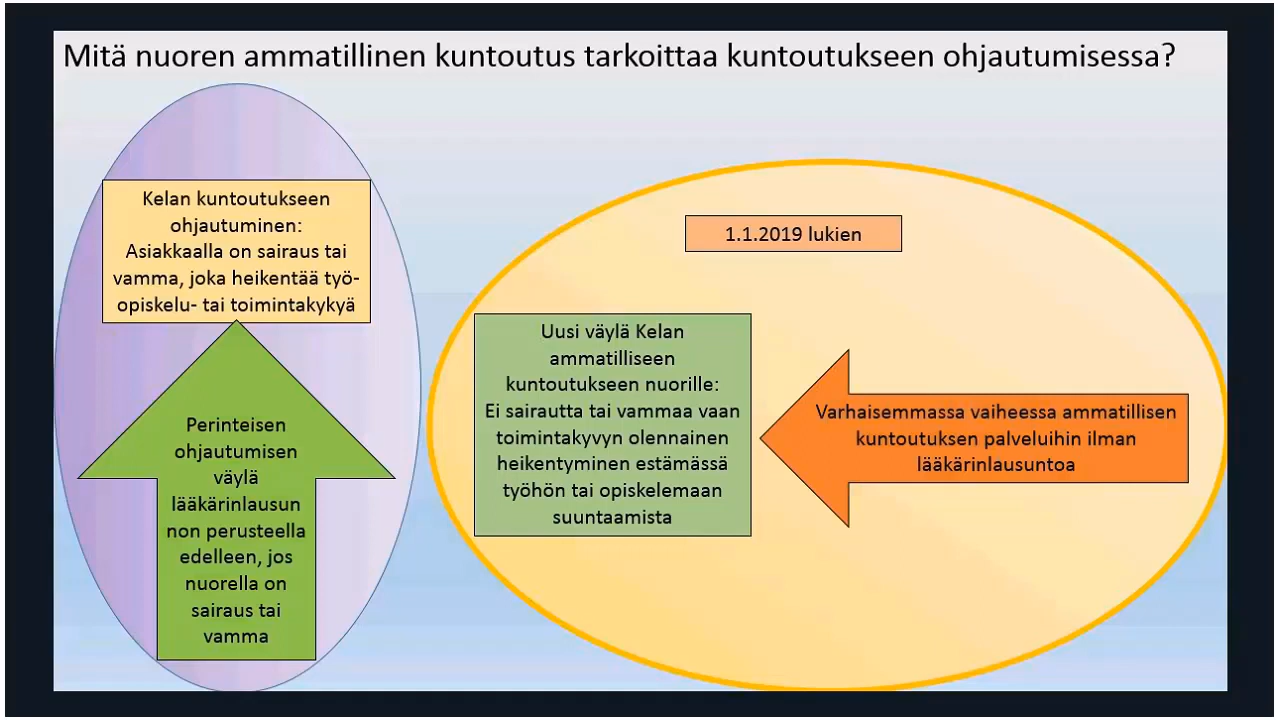 Mitä nuoren ammatillinen kuntoutus tarkoittaa kuntoutukseen ohjautumisessa?
Kelan kuntoutukseen
ohjautuminen:
Asiakkaalla on sairaus tai
vamma, joka heikentää työ-
opiskelu- tai toimintakykyä
Perinteisen
ohjautumisen
väylä
lääkärinlausun
non perusteella
edelleen, jos
nuorella on
sairaus tai
vamma
1.1.2019 lukien
Uusi väylä Kelan
ammatilliseen
kuntoutukseen nuorille:
Ei sairautta tai vammaa vaan
toimintakyvyn olennainen
heikentyminen estämässä
työhön tai opiskelemaan
suuntaamista
Varhaisemmassa vaiheessa ammatillisen
kuntoutuksen palveluihin ilman
lääkärinlausuntoa